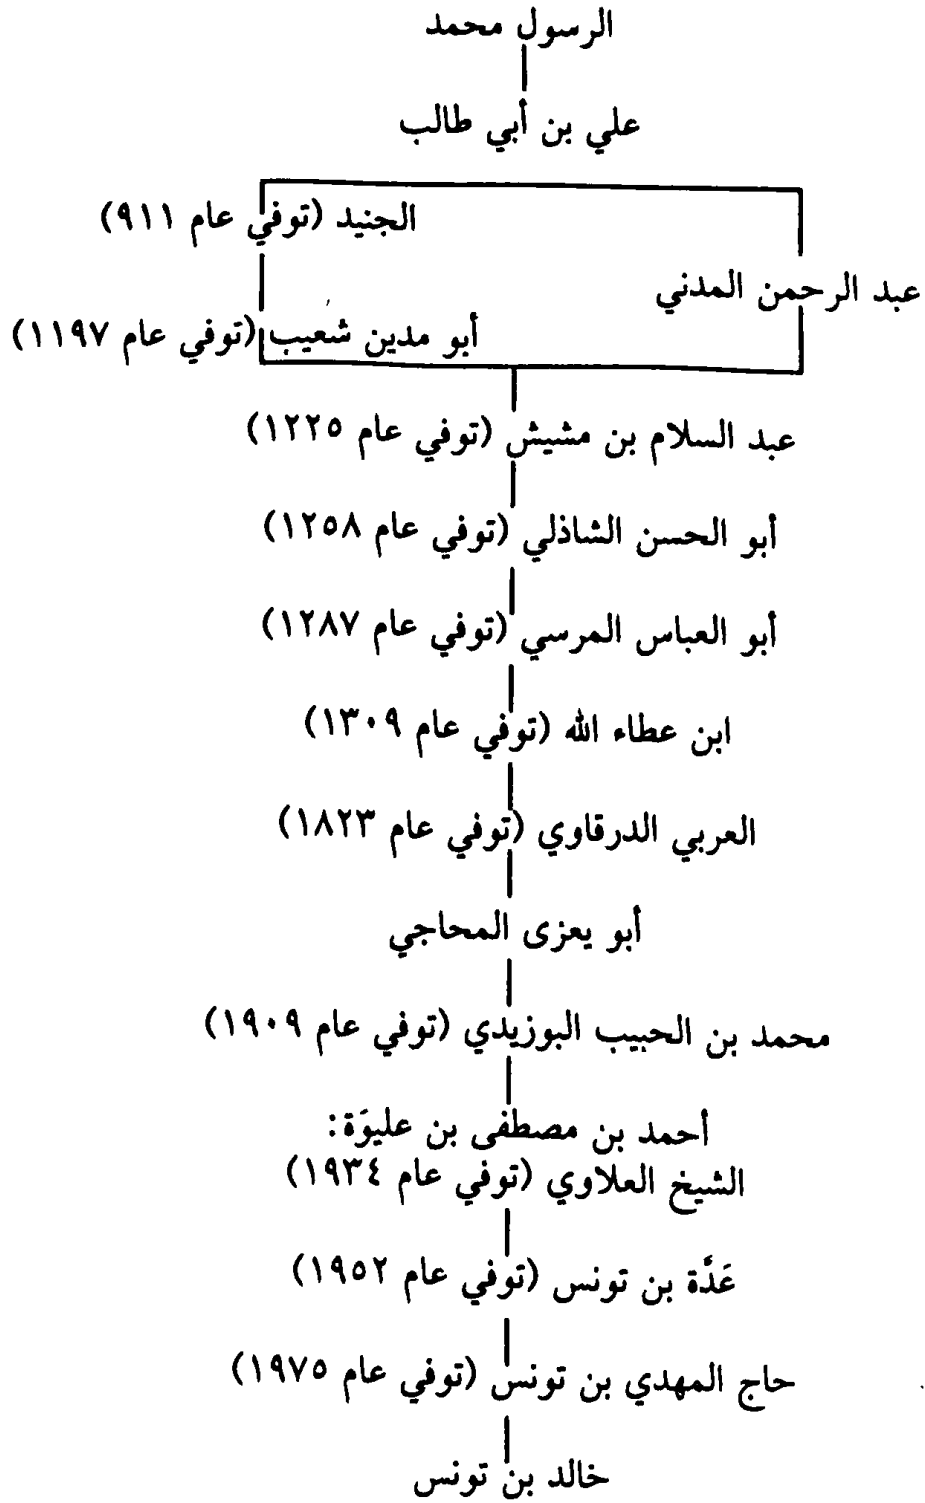 الرسول محمد
علي بن أبي طالب
الجنيد (توفي عام ٩١١)
عبد الرحمن المدني
أبو مدين شعيب (توفي عام ١١٩٧)
عبد السلام بن مشيش (توفي عام ١٢٢٥)
أبو الحسن الشاذلي (توفي عام ١٢٥٨)
أبو العباس المرسي (توفي عام ١٢٨٧)
ابن عطاء الله (توفي عام ١٣٠٩)
العربي الدرقاوي (توفي عام ١٨٢٣)
أبو يعزى المحاجي
محمد بن الحبيب البوزيدي (توفي عام ١٩٠٩)
أحمد بن مصطفى بن عليوَة:
الشيخ العلاوي (توفي عام ١٩٣٤)
عَدَّة بن تونس (توفي عام ١٩٥٢)
حاج المهدي بن تونس (توفي عام ١٩٧٥)
خالد بن تونس